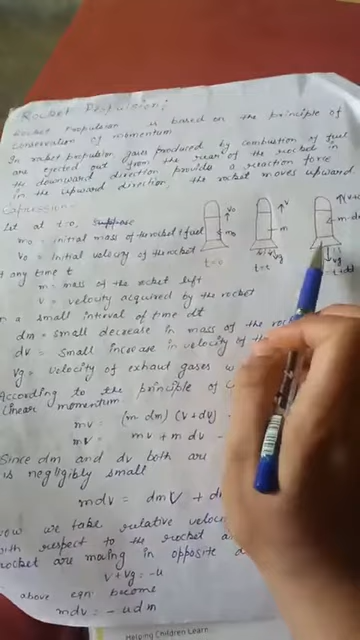 Rocket Propulsion:
Rocket Propulsion is based on the principle of
conservation of momentum
In rocket propulsion gases produced by combustion of fuel
are ejected out from the rear of the rocket in
the downward direction provides a reaction force
in the upward direction, the rocket moves upward
Expression:
Let at t=0, Suppose
m₀ = initial mass of the rocket & fuel
v₀ = Initial velocity of the rocket
t=0
At any time t
m = mass of the rocket left
v = velocity acquired by the rocket
In a small interval of time dt
dm = small decrease in mass of the
dv = small increase in velocity of the
vg = velocity of exhaust gases
According to the principle of
linear momentum
mv = (m dm) (v+dv)
mv = mv + m dv -
Since dm and dv both are
is negligibly small
mdv = dm v +
Now we take relative
with respect to the rocket
rocket are moving in opposite
v + vg = -u
above eqn become
mdv = - u dm
Helping Children Learn